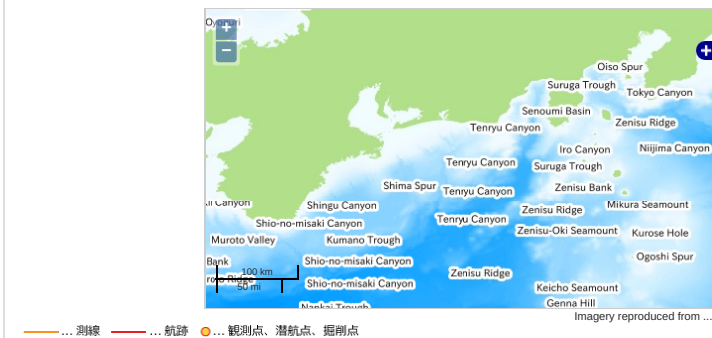 +
−
Oiso Spur
Suruga Trough
Tokyo Canyon
Senoumi Basin
Zenisu Ridge
Tenryu Canyon
Iro Canyon
Niijima Canyon
Tenryu Canyon
Suruga Trough
Shima Spur
Tenryu Canyon
Zenisu Bank
Canyon
Shingu Canyon
Zenisu Ridge
Mikura Seamount
Shio-no-misaki Canyon
Tenryu Canyon
Zenisu-Oki Seamount
Kurose Hole
Muroto Valley
Kumano Trough
Ogoshi Spur
Bank
Shio-no-misaki Canyon
100 km
Zenisu Ridge
Ridge
50 mi
Shio-no-misaki Canyon
Keicho Seamount
Nankai Trough
Genna Hill
Imagery reproduced from ...
... 測線 ... 航跡 ... 観測点、潜航点、掘削点